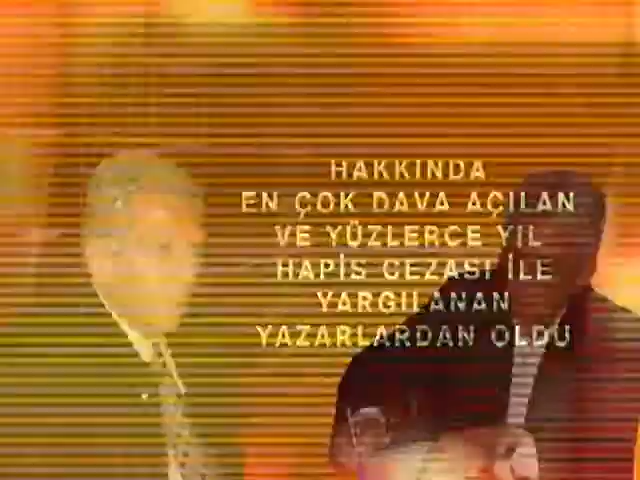 HAKKINDA
EN ÇOK DAVA AÇILAN
VE YÜZLERCE YIL
HAPİS CEZASI İLE
YARGILANAN
YAZARLARDAN OLDU